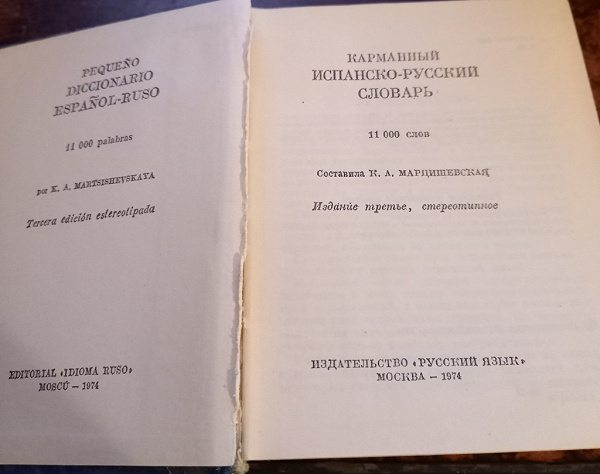 PEQUEÑO
DICCIONARIO
ESPAÑOL-RUSO
11 000 palabras
por K. A. MARTSISHEVSKAYA
Tercera edición estereotipada
EDITORIAL «IDIOMA RUSO»
MOSCÚ — 1974
КАРМАННЫЙ
ИСПАНСКО-РУССКИЙ
СЛОВАРЬ
11 000 слов
Составила К. А. МАРЦИШЕВСКАЯ
Издание третье, стереотипное
ИЗДАТЕЛЬСТВО «РУССКИЙ ЯЗЫК»
МОСКВА — 1974